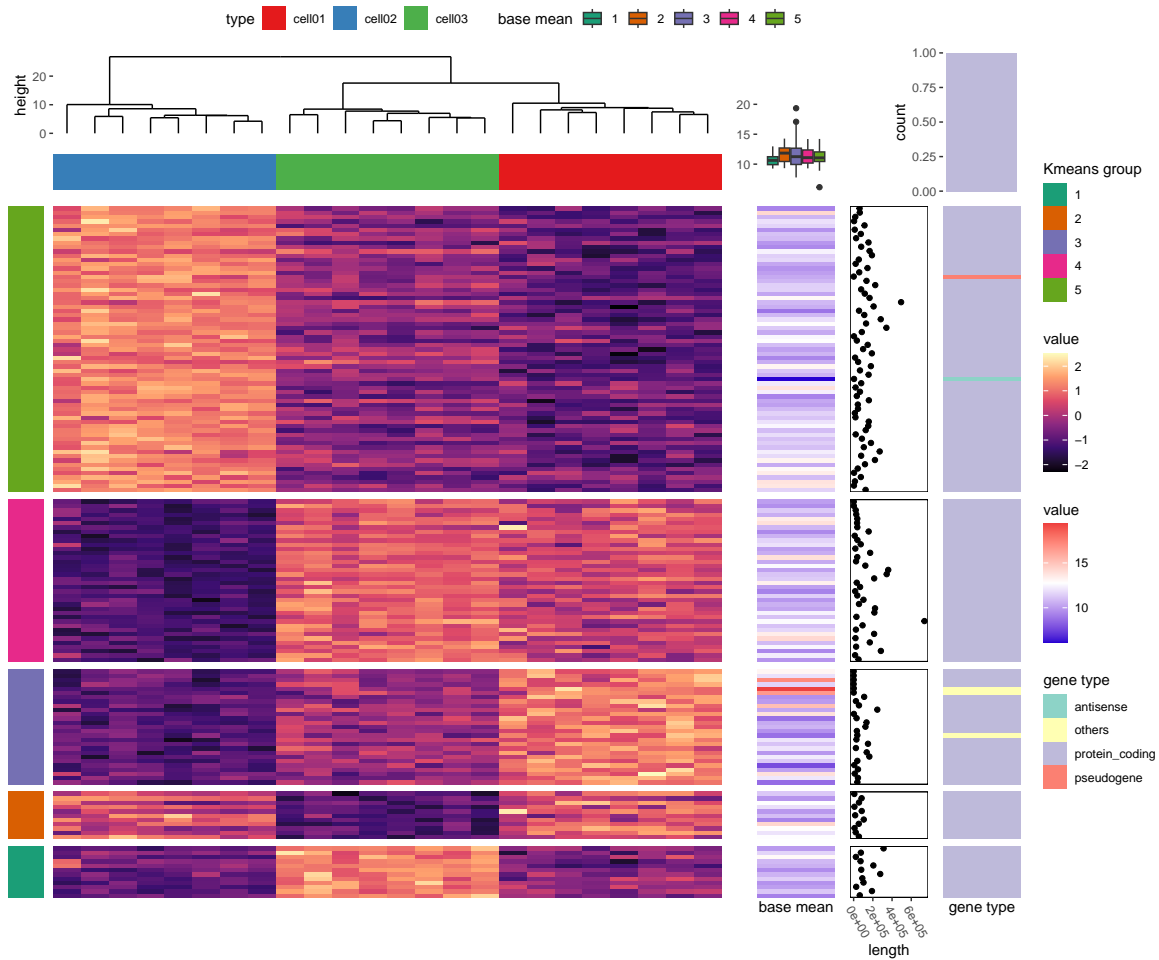 type cell01 cell02 cell03 base mean 1 2 3 4 5
height
20
10
0
20
15
10
count
1.00
0.75
0.50
0.25
0.00
Kmeans group
1
2
3
4
5
value
2
1
0
−1
−2
value
15
10
gene type
antisense
others
protein_coding
pseudogene
base mean
0e+00
2e+05
4e+05
6e+05
length
gene type